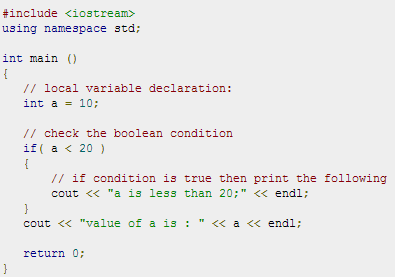 #include <iostream>
using namespace std;
int main ()
{
// local variable declaration:
int a = 10;
// check the boolean condition
if( a < 20 )
{
// if condition is true then print the following
cout << "a is less than 20;" << endl;
}
cout << "value of a is : " << a << endl;
return 0;
}